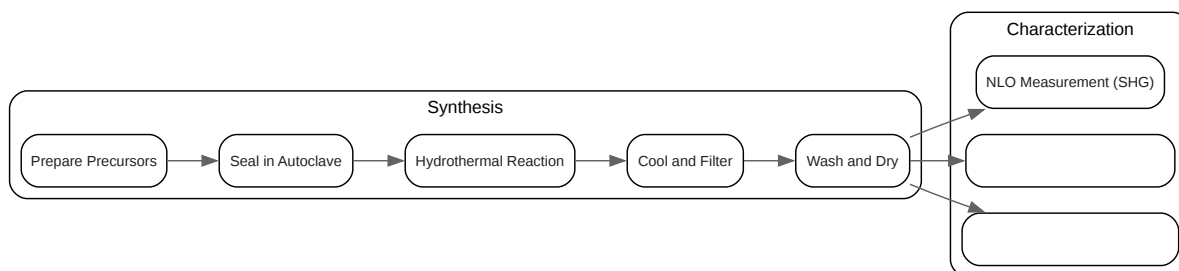 Characterization
NLO Measurement (SHG)
Synthesis
Prepare Precursors
Seal in Autoclave
Hydrothermal Reaction
Cool and Filter
Wash and Dry